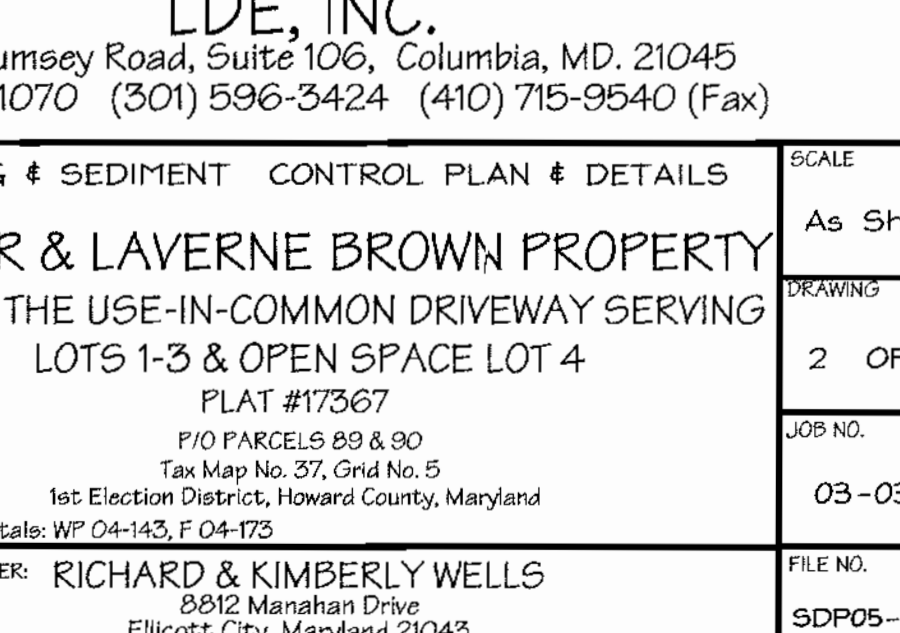 LDE, INC.
umsey Road, Suite 106, Columbia, MD. 21045
1070 (301) 596-3424 (410) 715-9540 (Fax)
G & SEDIMENT CONTROL PLAN & DETAILS
R & LAVERNE BROWN PROPERTY
THE USE-IN-COMMON DRIVEWAY SERVING
LOTS 1-3 & OPEN SPACE LOT 4
PLAT #17367
P/O PARCELS 89 & 90
Tax Map No. 37, Grid No. 5
1st Election District, Howard County, Maryland
tals: WP 04-143, F 04-173
ER: RICHARD & KIMBERLY WELLS
8812 Manahan Drive
Ellicott City, Maryland 21043
SCALE
As Sh
DRAWING
2 OF
JOB NO.
03-03
FILE NO.
SDP05-